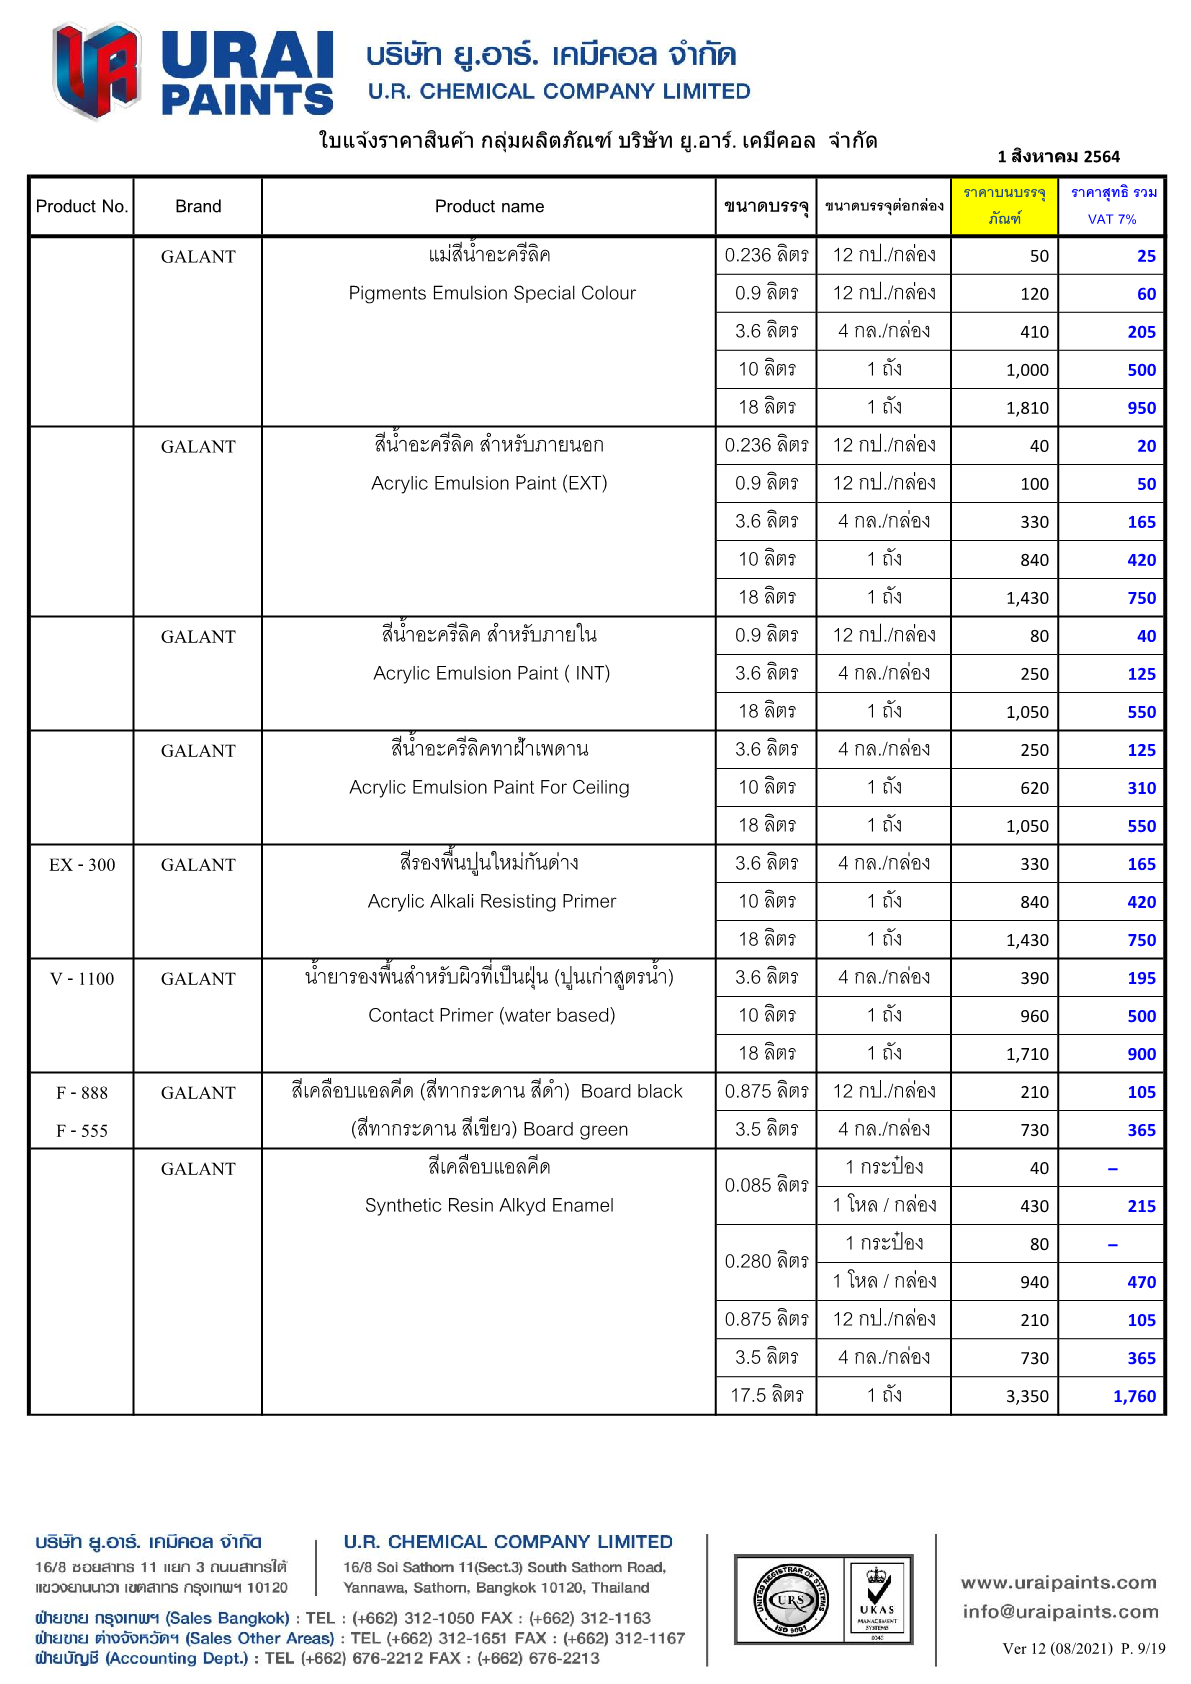 URAI
PAINTS
บริษัท ยู.อาร์. เคมีคอล จำกัด
U.R. CHEMICAL COMPANY LIMITED
ใบแจ้งราคาสินค้า กลุ่มผลิตภัณฑ์ บริษัท ยู.อาร์. เคมีคอล จำกัด
1 สิงหาคม 2564
Product No. Brand Product name ขนาดบรรจุ ขนาดบรรจุต่อกล่อง ราคาบนบรรจุ ราคาสุทธิ รวม
ภัณฑ์ VAT 7%
GALANT แม่สีน้ำอะครีลิค 0.236 ลิตร 12 กป./กล่อง 50 25
Pigments Emulsion Special Colour 0.9 ลิตร 12 กป./กล่อง 120 60
3.6 ลิตร 4 กล./กล่อง 410 205
10 ลิตร 1 ถัง 1,000 500
18 ลิตร 1 ถัง 1,810 950
GALANT สีน้ำอะครีลิค สำหรับภายนอก 0.236 ลิตร 12 กป./กล่อง 40 20
Acrylic Emulsion Paint (EXT) 0.9 ลิตร 12 กป./กล่อง 100 50
3.6 ลิตร 4 กล./กล่อง 330 165
10 ลิตร 1 ถัง 840 420
18 ลิตร 1 ถัง 1,430 750
GALANT สีน้ำอะครีลิค สำหรับภายใน 0.9 ลิตร 12 กป./กล่อง 80 40
Acrylic Emulsion Paint ( INT) 3.6 ลิตร 4 กล./กล่อง 250 125
18 ลิตร 1 ถัง 1,050 550
GALANT สีน้ำอะครีลิคทาฝ้าเพดาน 3.6 ลิตร 4 กล./กล่อง 250 125
Acrylic Emulsion Paint For Ceiling 10 ลิตร 1 ถัง 620 310
18 ลิตร 1 ถัง 1,050 550
EX - 300 GALANT สีรองพื้นปูนใหม่กันด่าง 3.6 ลิตร 4 กล./กล่อง 330 165
Acrylic Alkali Resisting Primer 10 ลิตร 1 ถัง 840 420
18 ลิตร 1 ถัง 1,430 750
V - 1100 GALANT น้ำยารองพื้นสำหรับผิวที่เป็นฝุ่น (ปูนเก่าสูตรน้ำ) 3.6 ลิตร 4 กล./กล่อง 390 195
Contact Primer (water based) 10 ลิตร 1 ถัง 960 500
18 ลิตร 1 ถัง 1,710 900
F - 888 GALANT สีเคลือบแอลคีด (สีทากระดาน สีดำ) Board black 0.875 ลิตร 12 กป./กล่อง 210 105
F - 555 (สีทากระดาน สีเขียว) Board green 3.5 ลิตร 4 กล./กล่อง 730 365
GALANT สีเคลือบแอลคีด 0.085 ลิตร 1 กระป๋อง 40 –
Synthetic Resin Alkyd Enamel 1 โหล / กล่อง 430 215
0.280 ลิตร 1 กระป๋อง 80 –
1 โหล / กล่อง 940 470
0.875 ลิตร 12 กป./กล่อง 210 105
3.5 ลิตร 4 กล./กล่อง 730 365
17.5 ลิตร 1 ถัง 3,350 1,760
บริษัท ยู.อาร์. เคมีคอล จำกัด
16/8 ซอยสาทร 11 แยก 3 ถนนสาทรใต้
แขวงยานนาวา เขตสาทร กรุงเทพฯ 10120
U.R. CHEMICAL COMPANY LIMITED
16/8 Soi Sathorn 11(Sect.3) South Sathorn Road,
Yannawa, Sathorn, Bangkok 10120, Thailand
ฝ่ายขาย กรุงเทพฯ (Sales Bangkok) : TEL : (+662) 312-1050 FAX : (+662) 312-1163
ฝ่ายขาย ต่างจังหวัดฯ (Sales Other Areas) : TEL (+662) 312-1651 FAX : (+662) 312-1167
ฝ่ายบัญชี (Accounting Dept.) : TEL (+662) 676-2212 FAX : (+662) 676-2213
UNITED REGISTRAR OF SYSTEMS
URS
ISO 9001
UKAS
MANAGEMENT
SYSTEMS
www.uraipaints.com
info@uraipaints.com
Ver 12 (08/2021) P. 9/19